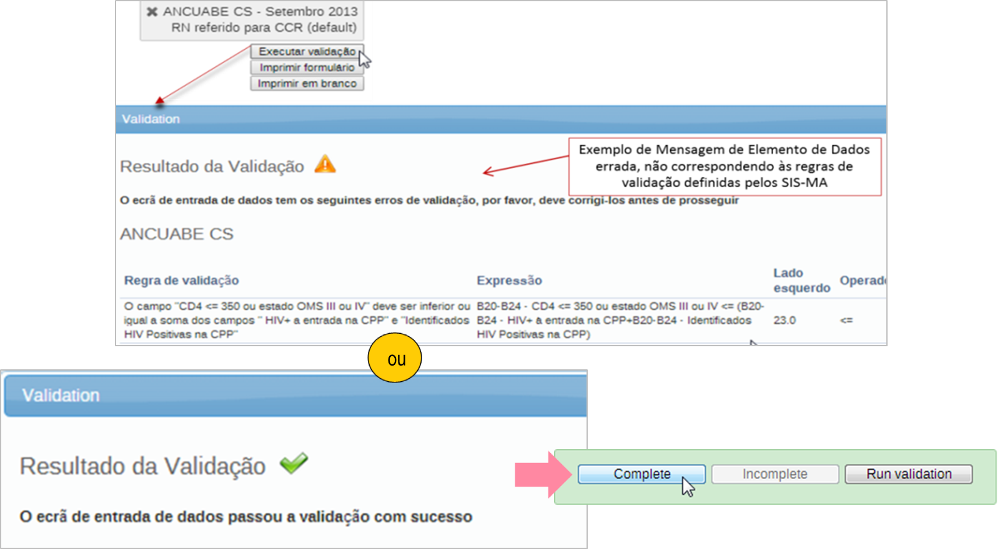 ANCUABE CS - Setembro 2013
RN referido para CCR (default)
Executar validação
Imprimir formulário
Imprimir em branco
Validation
Exemplo de Mensagem de Elemento de Dados
errada, não correspondendo às regras de
validação definidas pelos SIS-MA
Resultado da Validação
O ecrã de entrada de dados tem os seguintes erros de validação, por favor, deve corrigi-los antes de prosseguir
ANCUABE CS
Regra de validação
Expressão
Lado
esquerdo
Operado
O campo "CD4 <= 350 ou estado OMS III ou IV" deve ser inferior ou
igual a soma dos campos " HIV+ a entrada na CPP" e "Identificados
HIV Positivas na CPP"
B20-B24 - CD4 <= 350 ou estado OMS III ou IV <= (B20-
B24 - HIV+ à entrada na CPP+B20-B24 - Identificados
HIV Positivas na CPP)
23.0
<=
ou
Validation
Resultado da Validação
O ecrã de entrada de dados passou a validação com sucesso
Complete
Incomplete
Run validation